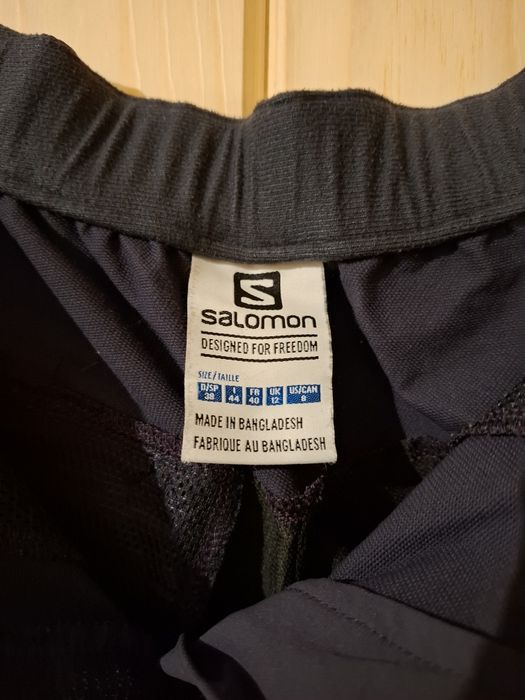 S
salomon
DESIGNED FOR FREEDOM
SIZE/TAILLE
D/SP I FR UK US/CAN
38 44 40 12 8
MADE IN BANGLADESH
FABRIQUE AU BANGLADESH